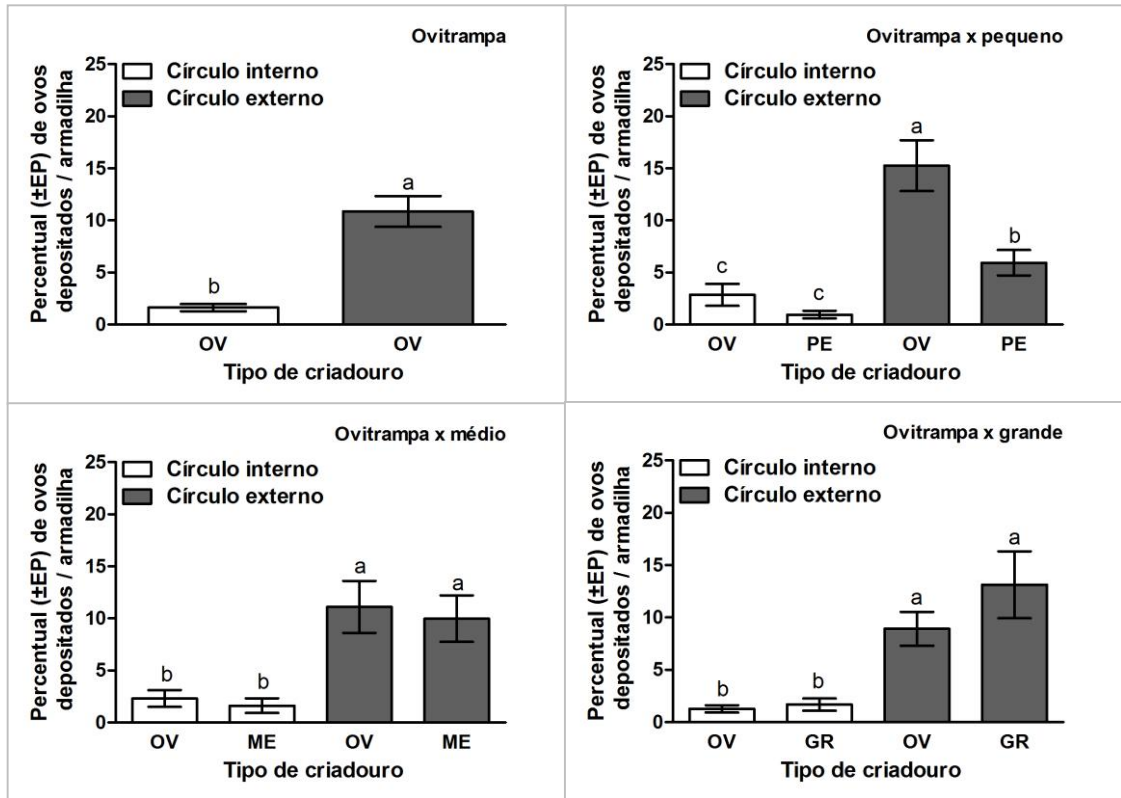 Ovitrampa
Percentual (±EP) de ovos
depositados / armadilha
25
20
15
10
5
0
Círculo interno
Círculo externo
b
a
OV OV
Tipo de criadouro
Ovitrampa x pequeno
Percentual (±EP) de ovos
depositados / armadilha
25
20
15
10
5
0
Círculo interno
Círculo externo
c c a b
OV PE OV PE
Tipo de criadouro
Ovitrampa x médio
Percentual (±EP) de ovos
depositados / armadilha
25
20
15
10
5
0
Círculo interno
Círculo externo
b b a a
OV ME OV ME
Tipo de criadouro
Ovitrampa x grande
Percentual (±EP) de ovos
depositados / armadilha
25
20
15
10
5
0
Círculo interno
Círculo externo
b b a a
OV GR OV GR
Tipo de criadouro